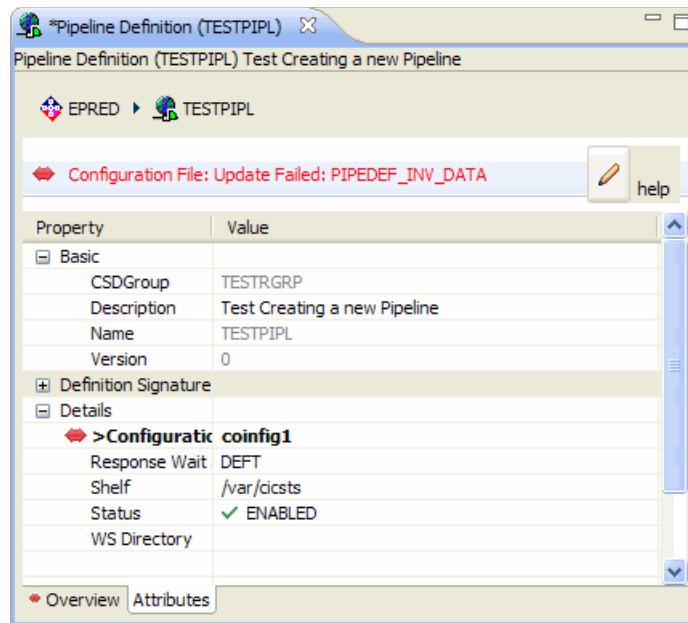 *Pipeline Definition (TESTPIPL)
Pipeline Definition (TESTPIPL) Test Creating a new Pipeline
EPRED TESTPIPL
Configuration File: Update Failed: PIPEDEF_INV_DATA help
Property Value
Basic
CSDGroup TESTRGRP
Description Test Creating a new Pipeline
Name TESTPIPL
Version 0
Definition Signature
Details
>Configuratic coinfig1
Response Wait DEFT
Shelf /var/cicsts
Status ENABLED
WS Directory
Overview Attributes